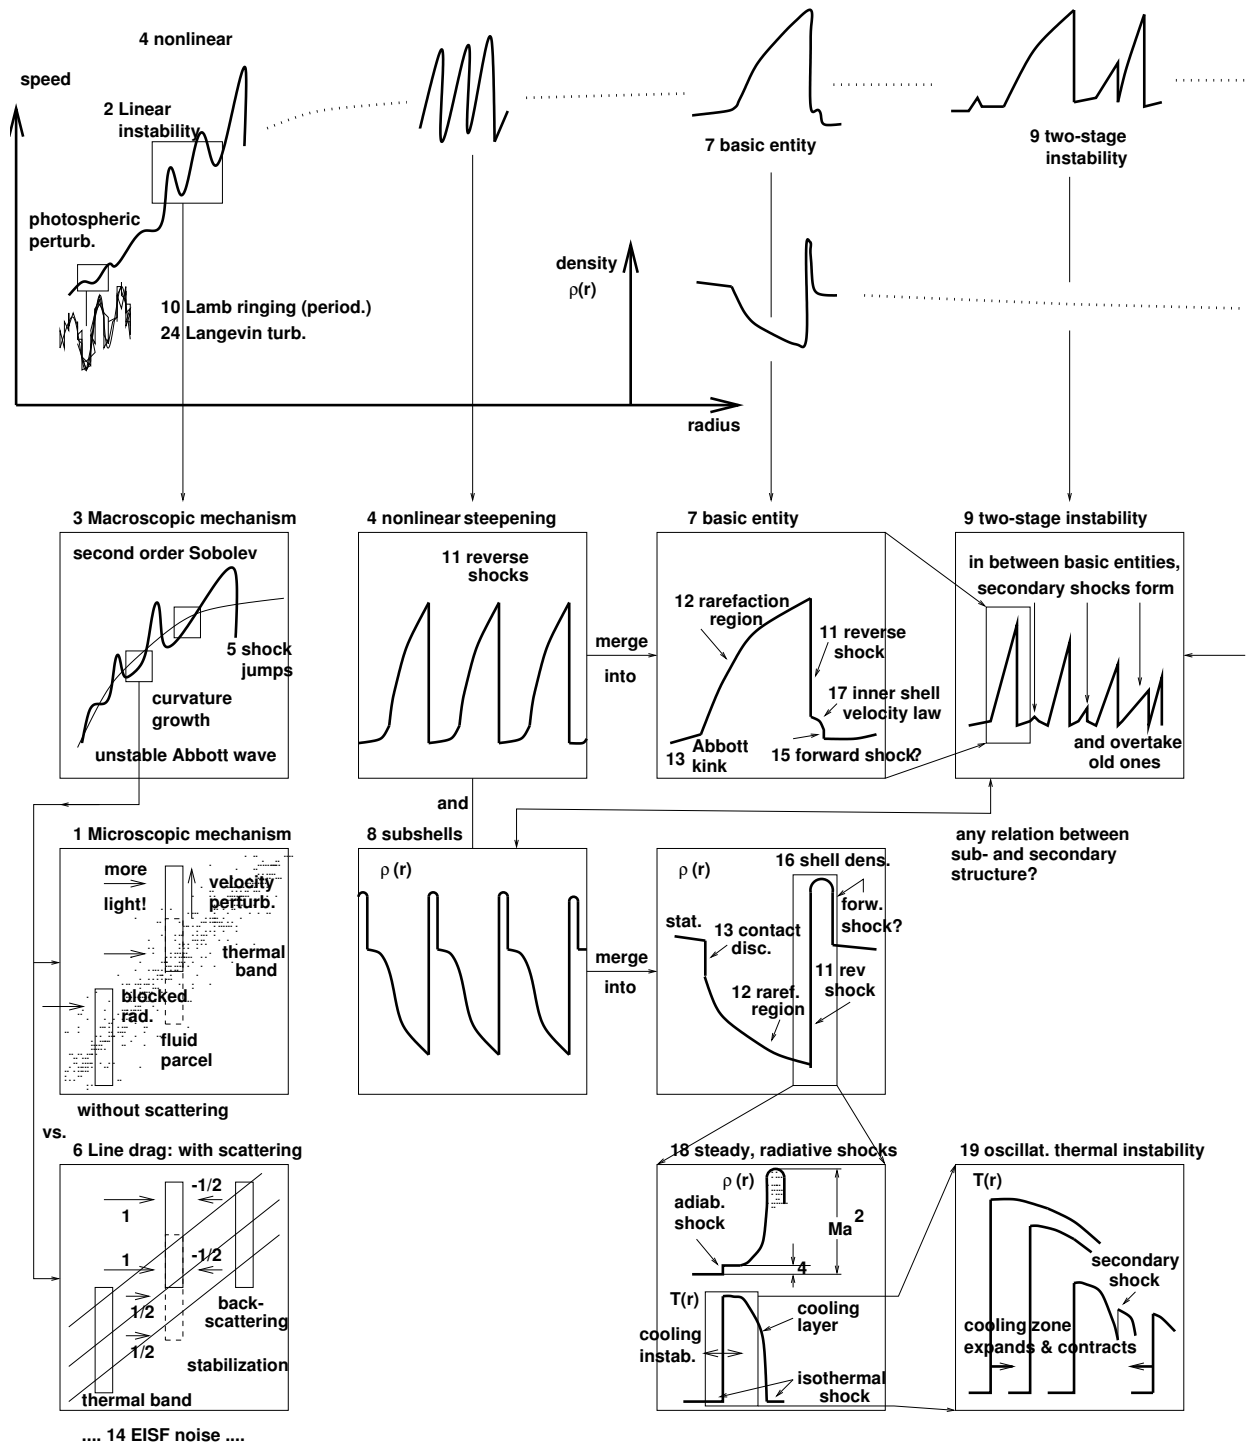 4 nonlinear
speed
2 Linear
instability
7 basic entity
9 two-stage
instability
photospheric
perturb.
density
ρ(r)
10 Lamb ringing (period.)
24 Langevin turb.
radius
3 Macroscopic mechanism
second order Sobolev
5 shock
jumps
curvature
growth
unstable Abbott wave
4 nonlinear steepening
11 reverse
shocks
merge
into
7 basic entity
12 rarefaction
region
11 reverse
shock
17 inner shell
velocity law
13 Abbott
kink
15 forward shock?
9 two-stage instability
in between basic entities,
secondary shocks form
and overtake
old ones
and
1 Microscopic mechanism
more
light!
velocity
perturb.
thermal
band
blocked
rad.
fluid
parcel
without scattering
8 subshells
ρ (r)
merge
into
ρ (r)
16 shell dens.
stat.
forw.
shock?
13 contact
disc.
11 rev
shock
12 raref.
region
any relation between
sub- and secondary
structure?
vs.
6 Line drag: with scattering
-1/2
1
-1/2
1
1/2
1/2
back-
scattering
stabilization
thermal band
.... 14 EISF noise ....
18 steady, radiative shocks
ρ (r)
adiab.
shock
Ma 2
4
T(r)
cooling
layer
cooling
instab.
isothermal
shock
19 oscillat. thermal instability
T(r)
secondary
shock
cooling zone
expands & contracts